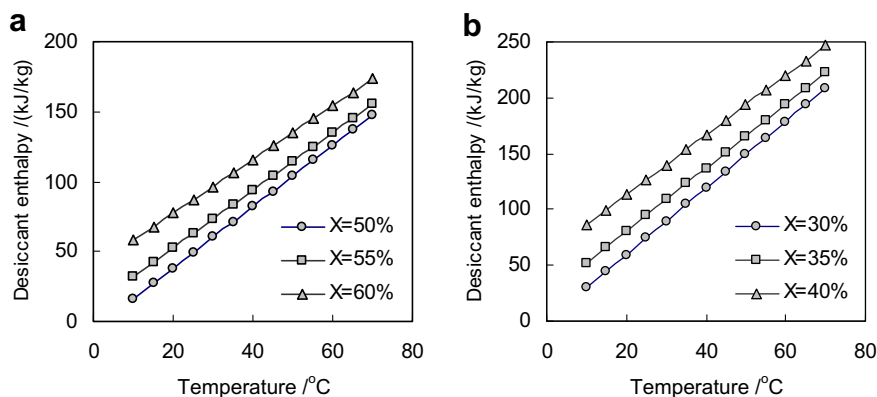 a
200
150
100
50
0
Desiccant enthalpy /(kJ/kg)
X=50%
X=55%
X=60%
0 20 40 60 80
Temperature /°C
b
250
200
150
100
50
0
Desiccant enthalpy /(kJ/kg)
X=30%
X=35%
X=40%
0 20 40 60 80
Temperature /°C